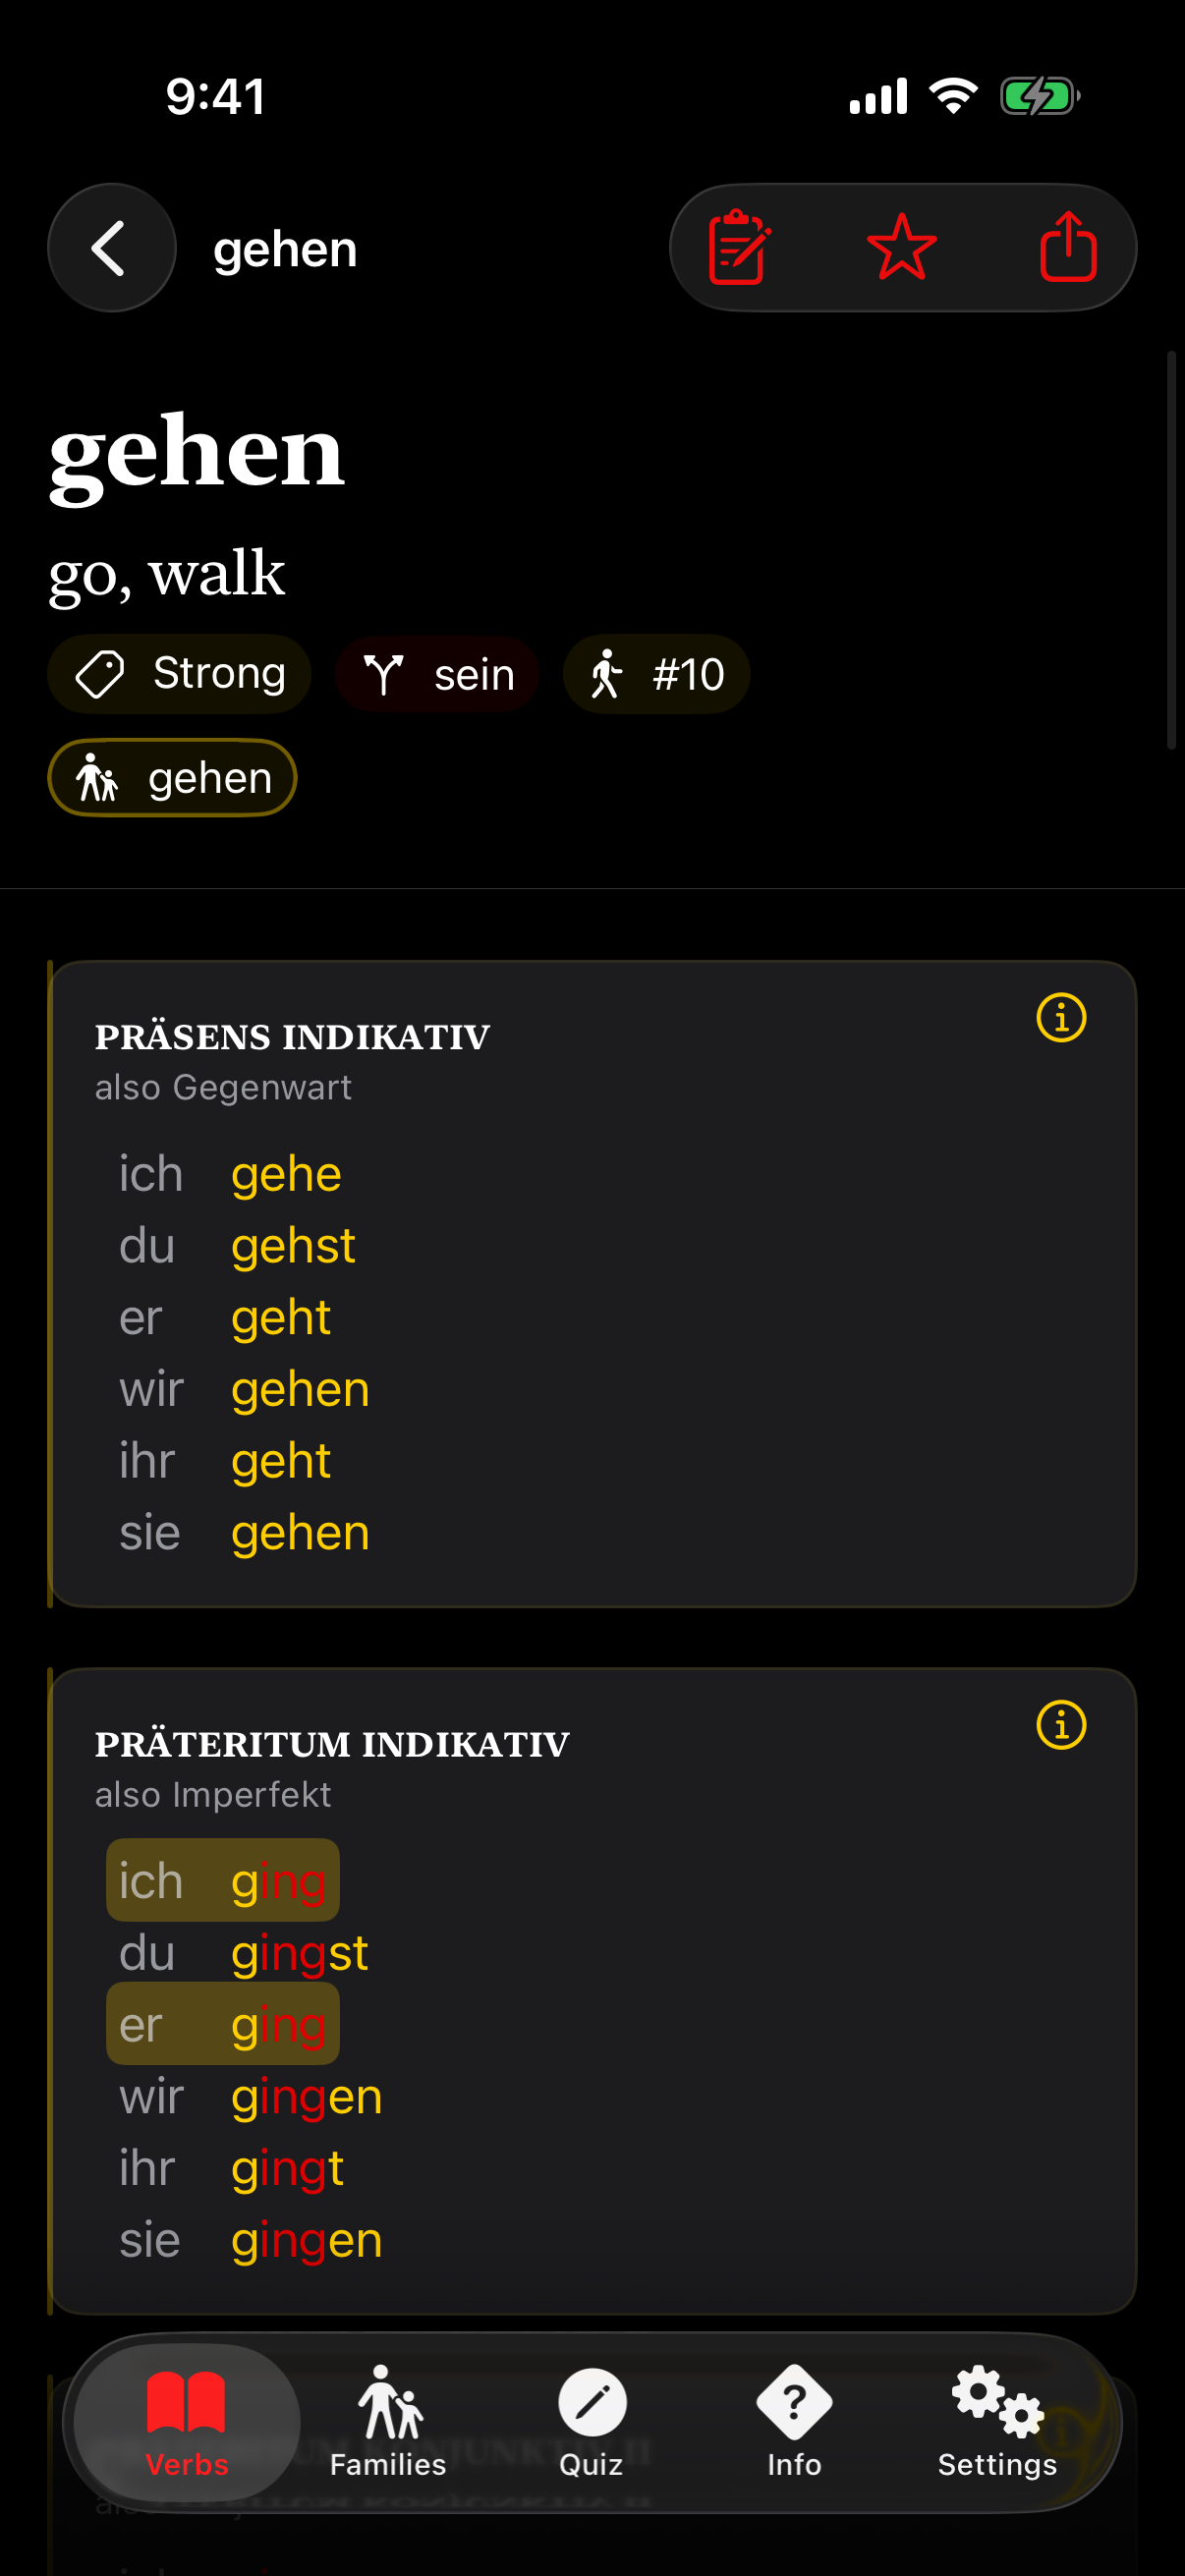 9:41
gehen
gehen
go, walk
Strong sein #10
gehen
PRÄSENS INDIKATIV
also Gegenwart
ich gehe
du gehst
er geht
wir gehen
ihr geht
sie gehen
PRÄTERITUM INDIKATIV
also Imperfekt
ich ging
du gingst
er ging
wir gingen
ihr gingt
sie gingen
Verbs Families Quiz Info Settings